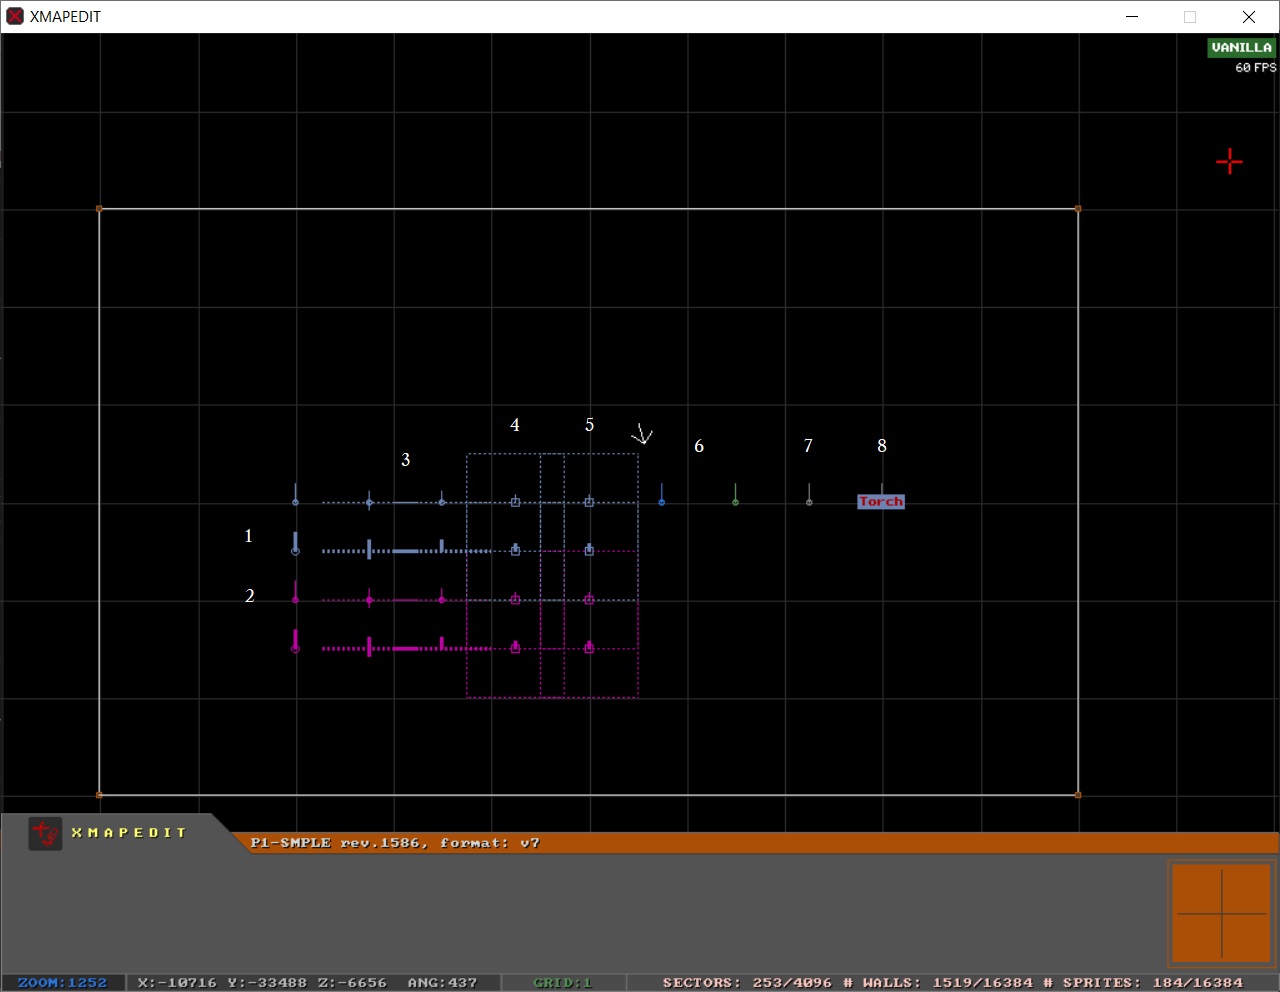 XMAPEDIT
VANILLA
60 FPS
4 5
6 7 8
3
Torch
1
2
XMAPEDIT
P1-SMPLE rev.1586, format: v7
ZOOM:1252 X:-10716 Y:-33488 Z:-6656 ANG:437 GRID:1 SECTORS: 253/4096 # WALLS: 1519/16384 # SPRITES: 184/16384